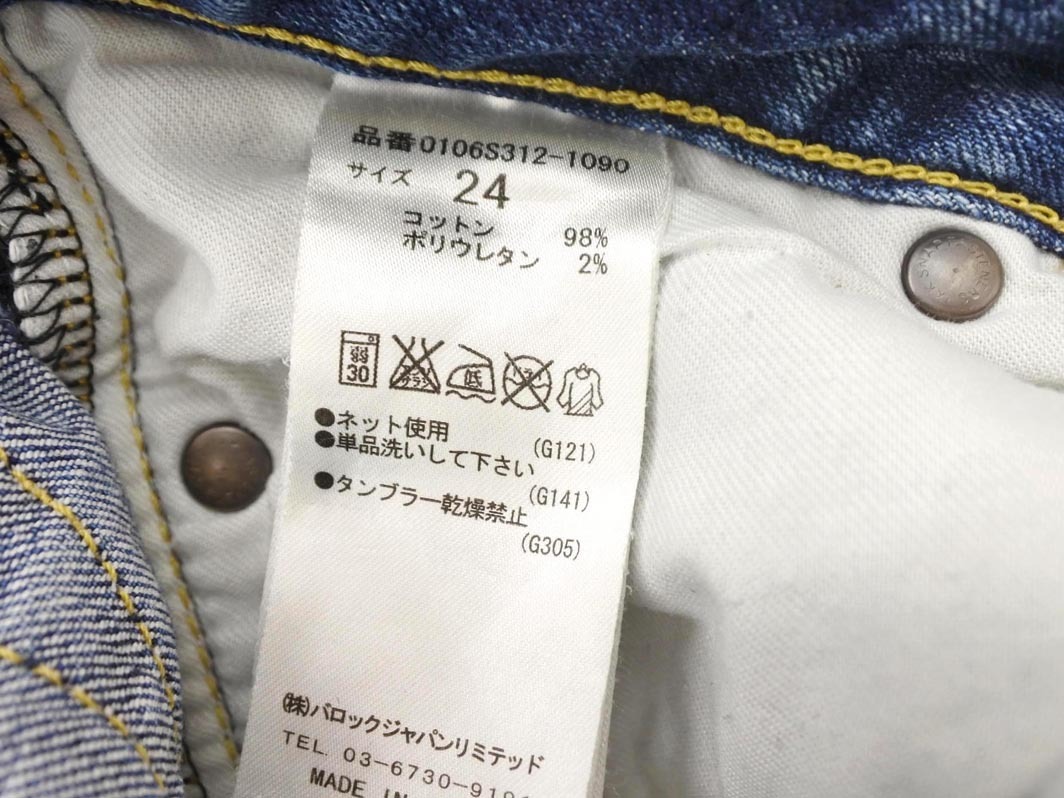 品番0106S312-1090
サイズ 24
コットン 98%
ポリウレタン 2%
30
低
●ネット使用 (G121)
●単品洗いして下さい (G141)
●タンブラー乾燥禁止 (G305)
(株)バロックジャパンリミテッド
TEL. 03-6730-919
MADE IN